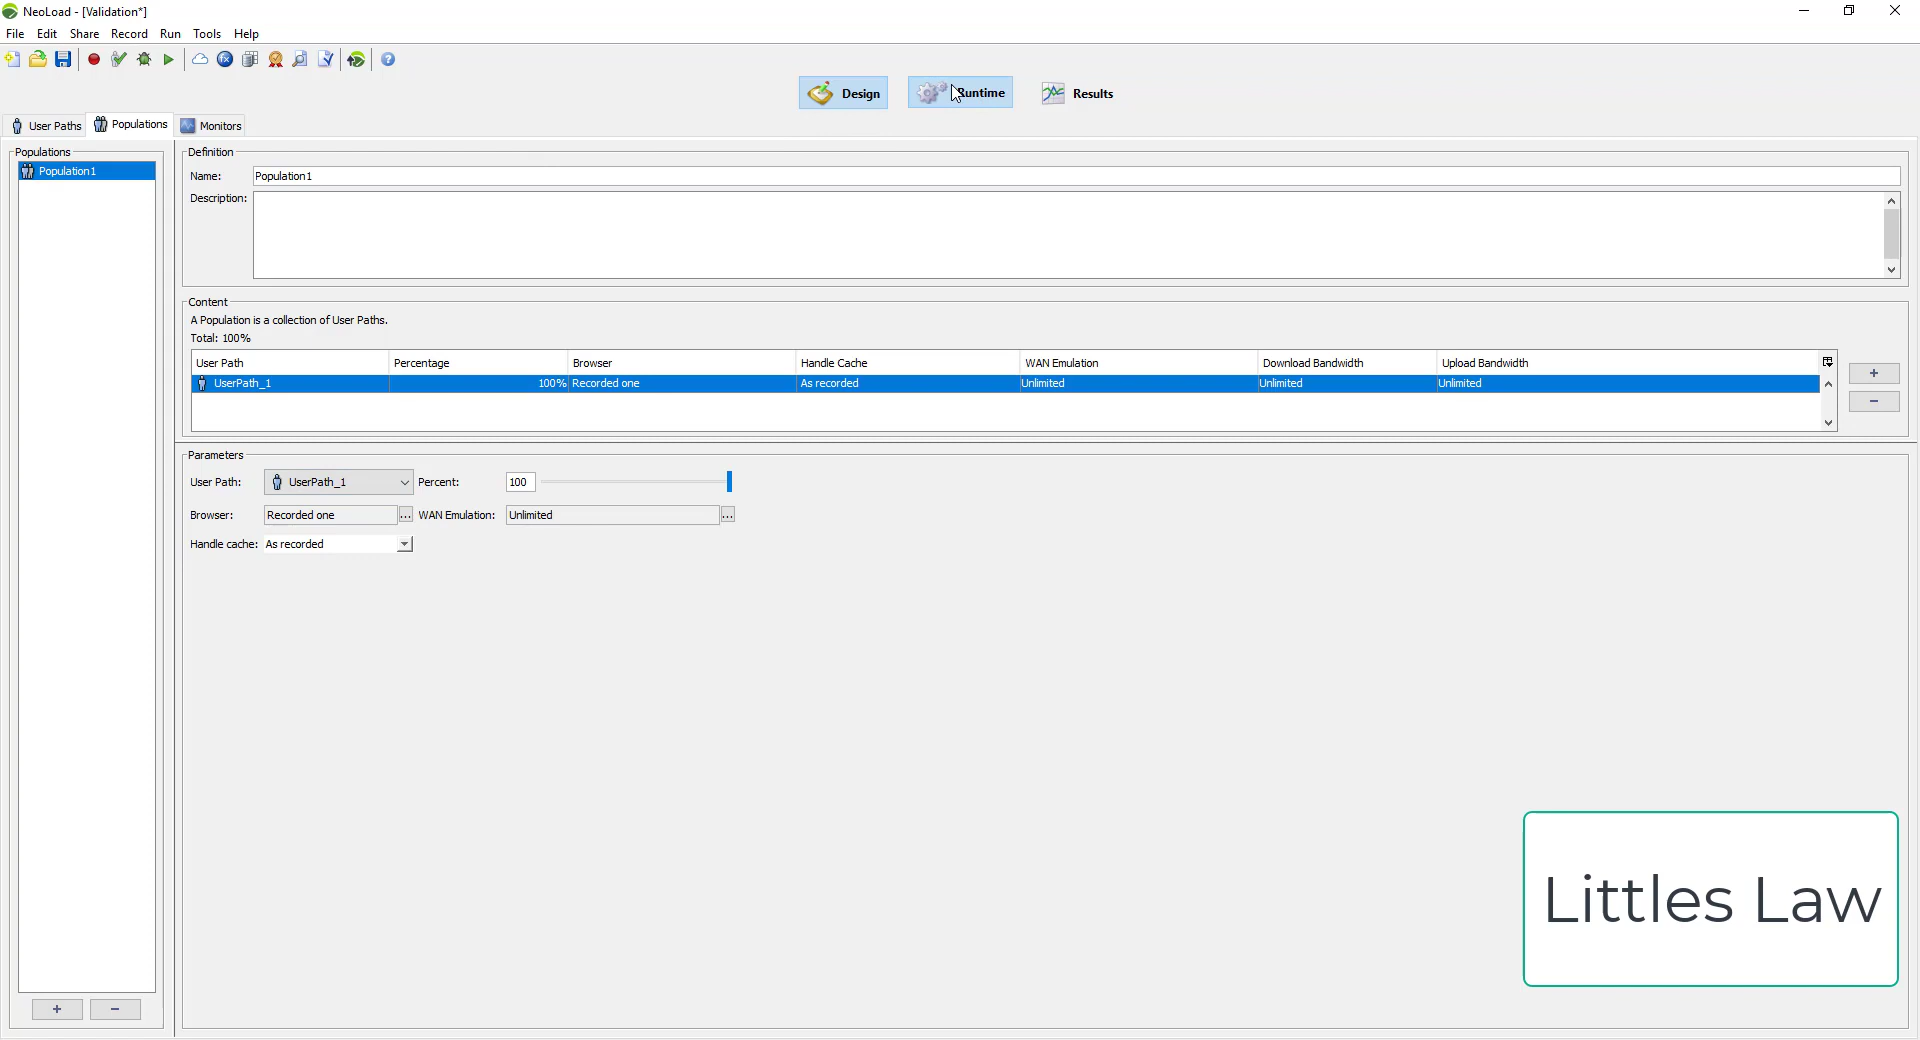 NeoLoad - [Validation*]
File Edit Share Record Run Tools Help
Design Runtime Results
User Paths Populations Monitors
Populations
Population1
Definition
Name: Population1
Description:
Content
A Population is a collection of User Paths.
Total: 100%
User Path Percentage Browser Handle Cache WAN Emulation Download Bandwidth Upload Bandwidth
UserPath_1 100% Recorded one As recorded Unlimited Unlimited Unlimited
Parameters
User Path: UserPath_1 Percent: 100
Browser: Recorded one ... WAN Emulation: Unlimited ...
Handle cache: As recorded
Littles Law